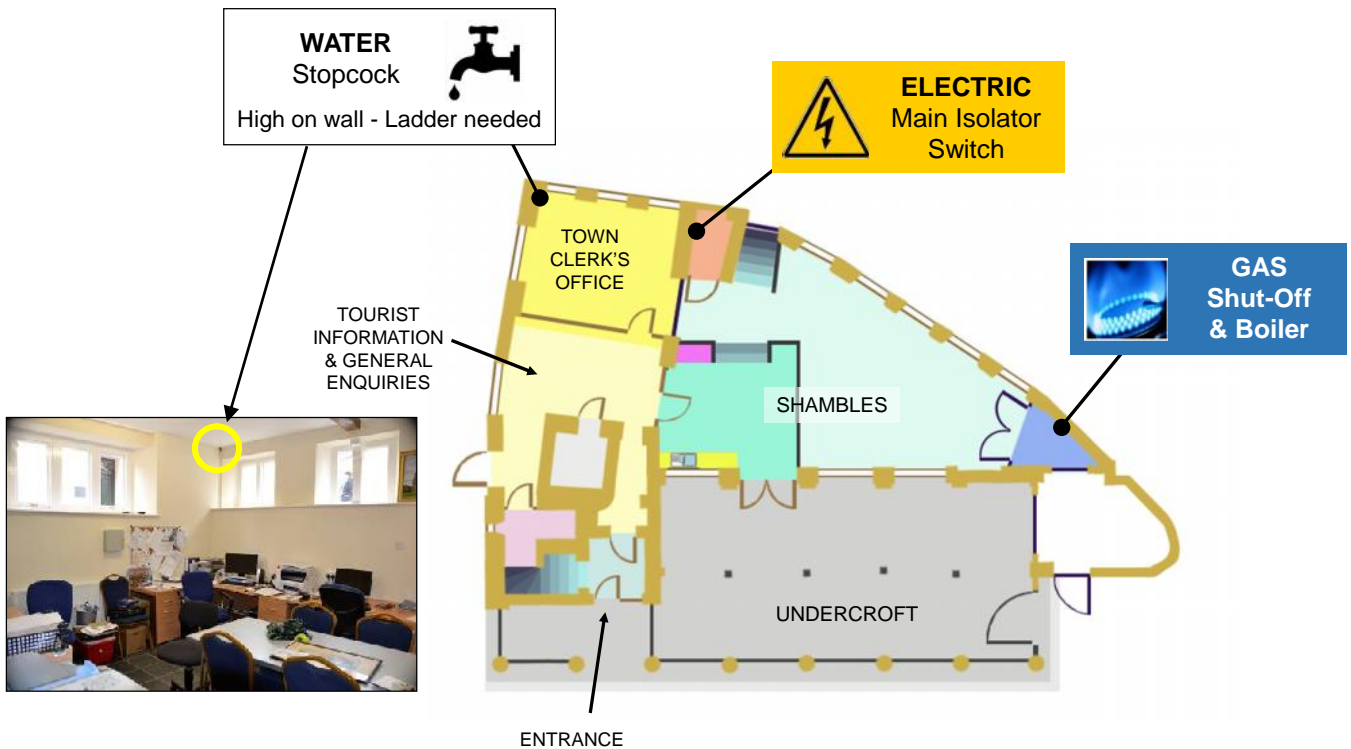 WATER
Stopcock
High on wall - Ladder needed
ELECTRIC
Main Isolator
Switch
GAS
Shut-Off
& Boiler
TOWN
CLERK'S
OFFICE
TOURIST
INFORMATION
& GENERAL
ENQUIRIES
SHAMBLES
UNDERCROFT
ENTRANCE